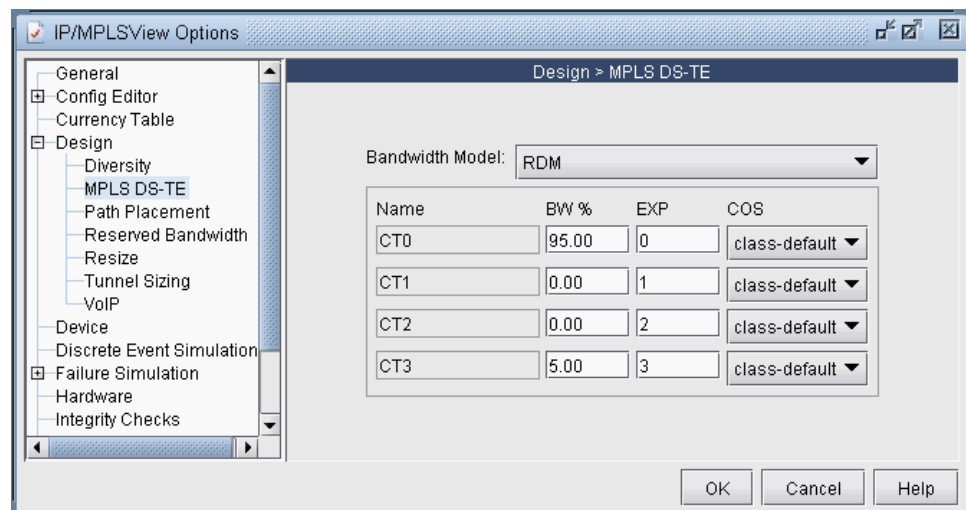 IP/MPLSView Options
General
Config Editor
Currency Table
Design
Diversity
MPLS DS-TE
Path Placement
Reserved Bandwidth
Resize
Tunnel Sizing
VoIP
Device
Discrete Event Simulation
Failure Simulation
Hardware
Integrity Checks
Design > MPLS DS-TE
Bandwidth Model: RDM
Name BW % EXP COS
CT0 95.00 0 class-default
CT1 0.00 1 class-default
CT2 0.00 2 class-default
CT3 5.00 3 class-default
OK Cancel Help